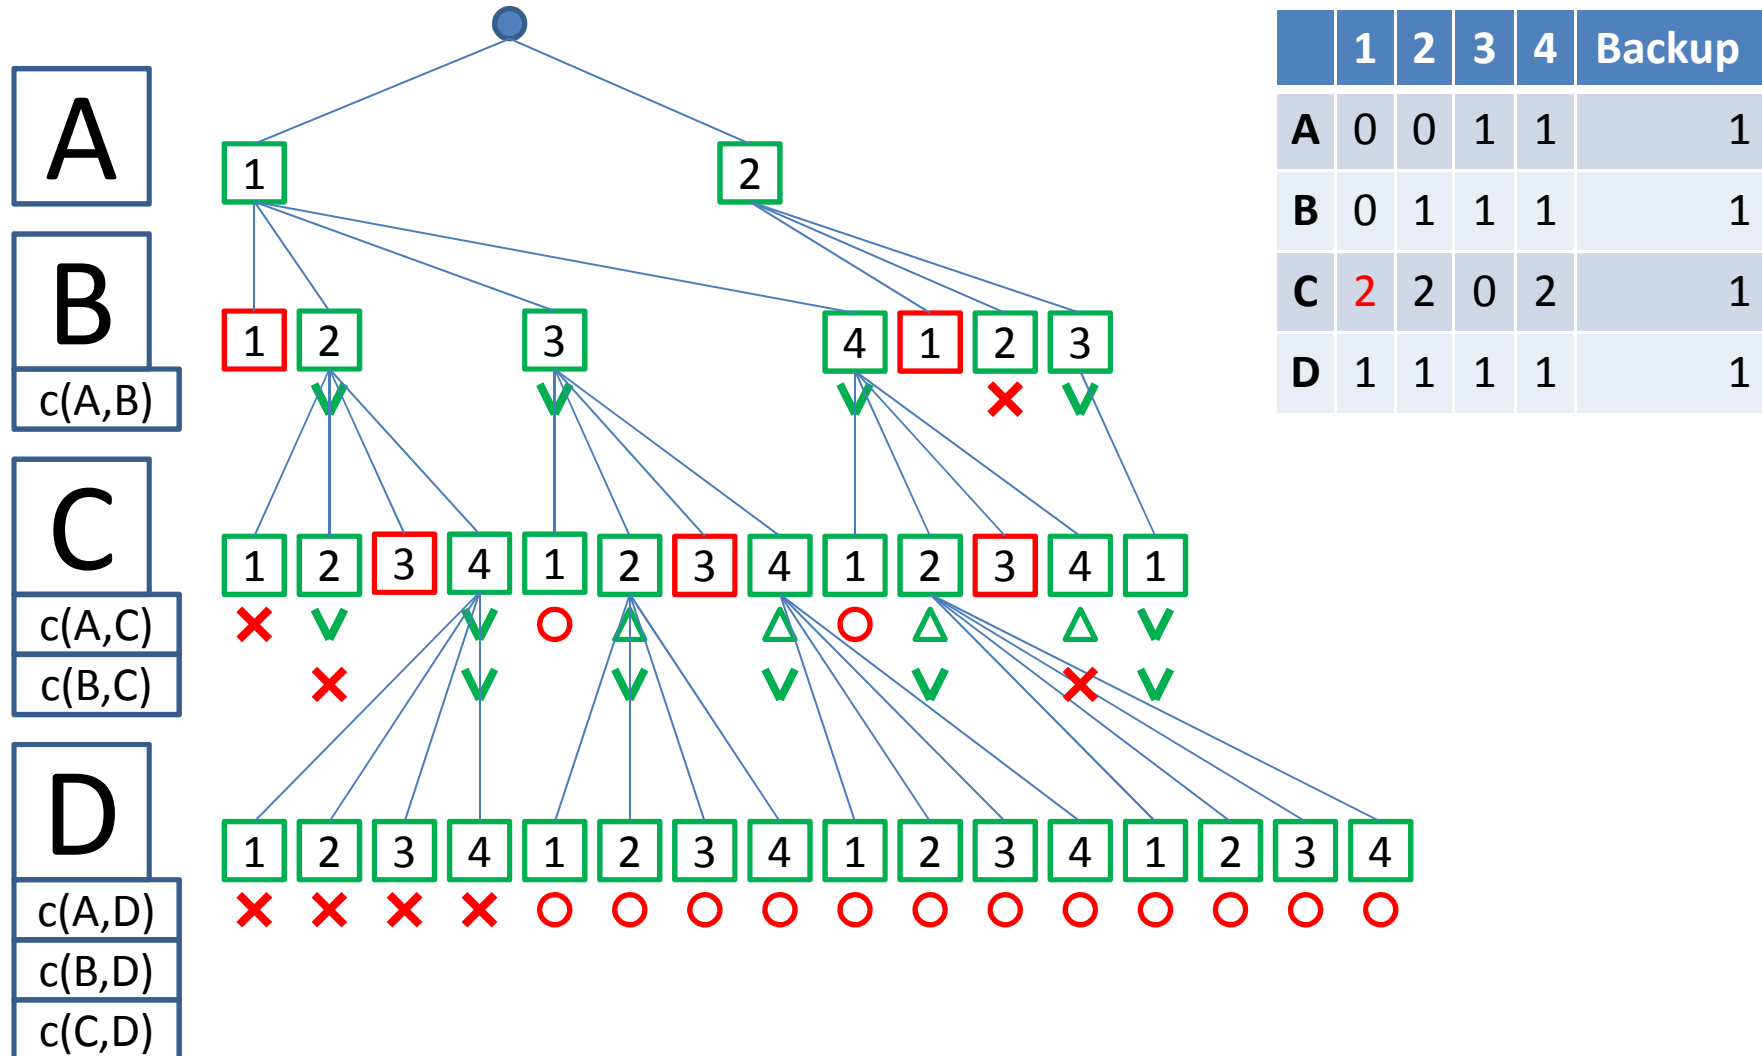 1 2 3 4 Backup
A 0 0 1 1 1
B 0 1 1 1 1
C 2 2 0 2 1
D 1 1 1 1 1
A
1 2
B
1 2 3 4 1 2 3
c(A,B)
C
1 2 3 4 1 2 3 4 1 2 3 4 1
c(A,C)
c(B,C)
D
1 2 3 4 1 2 3 4 1 2 3 4 1 2 3 4
c(A,D)
c(B,D)
c(C,D)